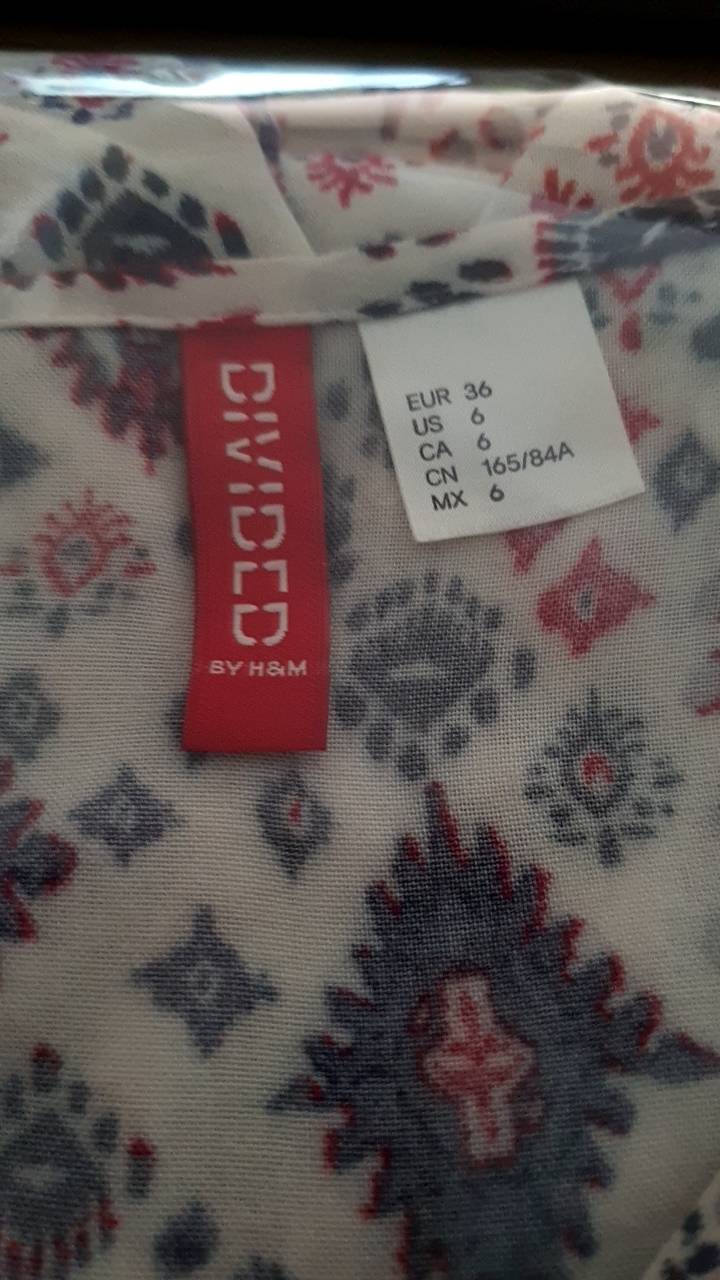 DIVIDED
BY H&M
EUR 36
US 6
CA 6
CN 165/84A
MX 6